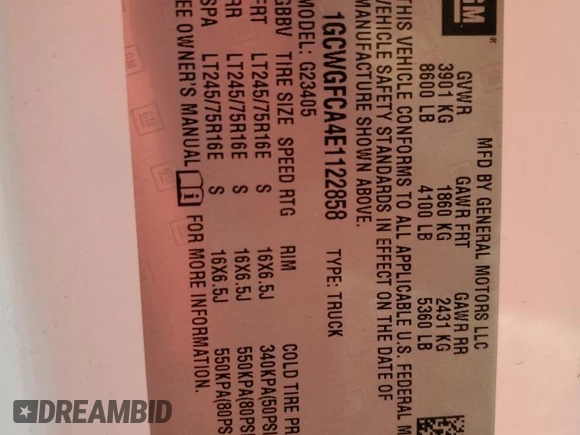 GM
MFD BY GENERAL MOTORS LLC
GVWR GAWR FRT GAWR RR
3901 KG 1860 KG 2431 KG
8600 LB 4100 LB 5360 LB
THIS VEHICLE CONFORMS TO ALL APPLICABLE U.S. FEDERAL M
VEHICLE SAFETY STANDARDS IN EFFECT ON THE DATE OF
MANUFACTURE SHOWN ABOVE.
1GCWGFCA4E1122858 TYPE: TRUCK
MODEL: G23405
GBBV TIRE SIZE SPEED RTG RIM COLD TIRE PR
FRT LT245/75R16E S 16X6.5J 340KPA(50PSI
RR LT245/75R16E S 16X6.5J 550KPA(80PS
SPA LT245/75R16E S 16X6.5J 550KPA(80PS
EE OWNER'S MANUAL FOR MORE INFORMATION.
DREAMBID